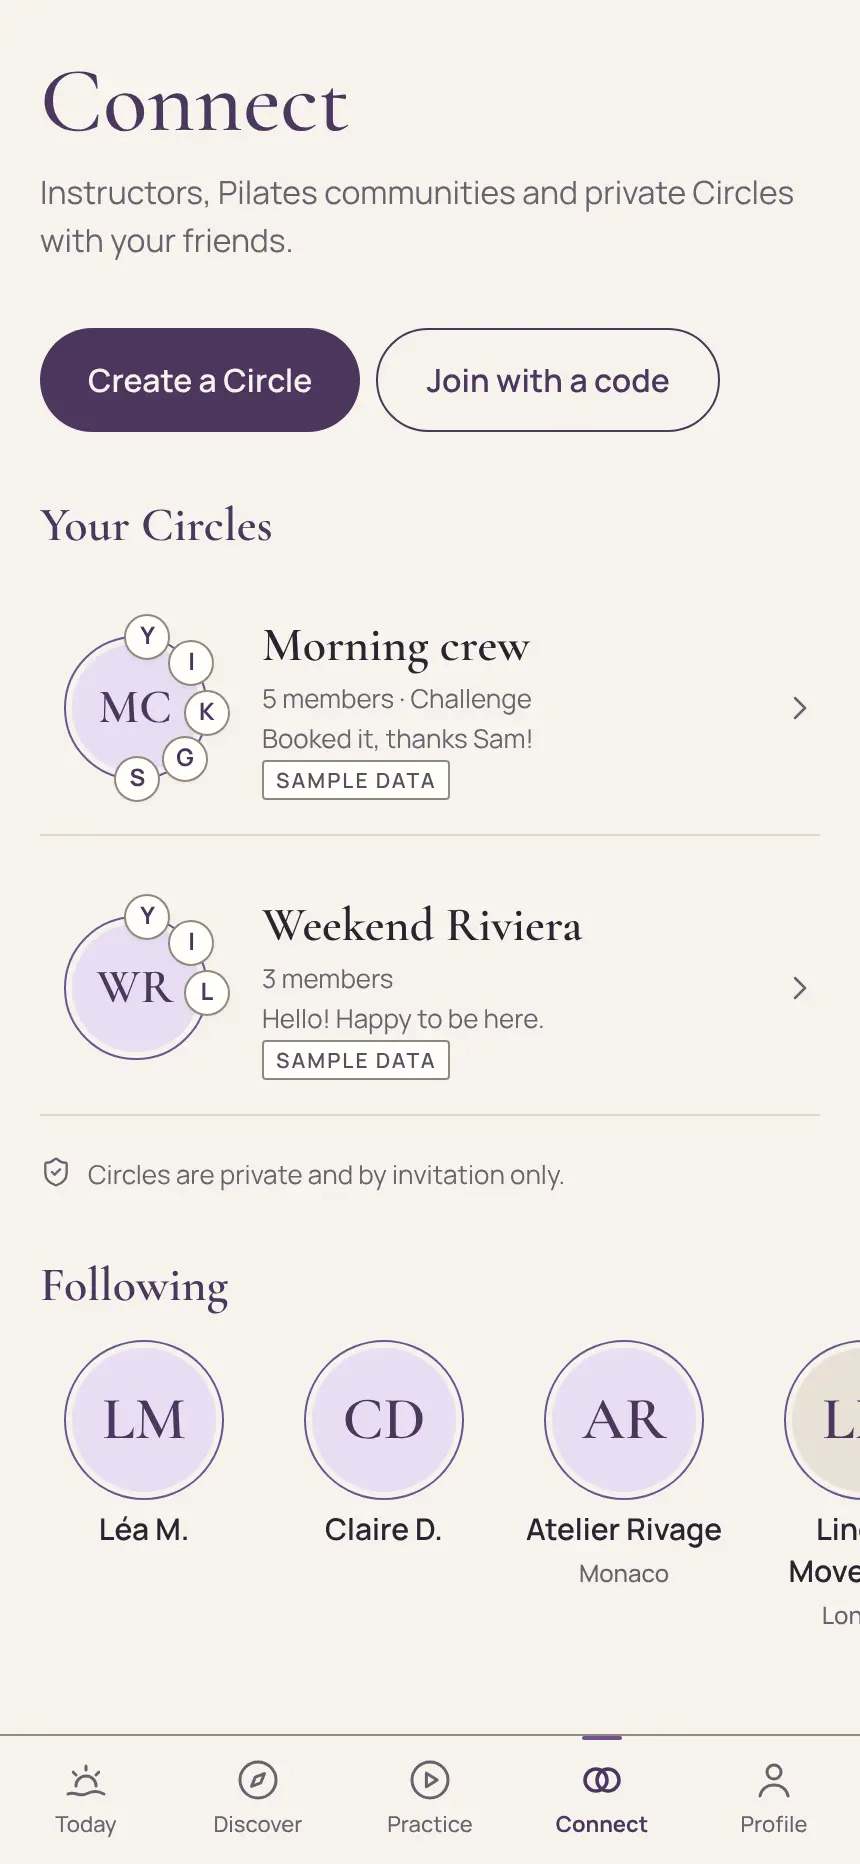 Connect
Instructors, Pilates communities and private Circles
with your friends.
Create a Circle
Join with a code
Your Circles
Y
I
MC
K
G
S
Morning crew
5 members · Challenge
Booked it, thanks Sam!
SAMPLE DATA
Y
I
WR
L
Weekend Riviera
3 members
Hello! Happy to be here.
SAMPLE DATA
Circles are private and by invitation only.
Following
LM
Léa M.
CD
Claire D.
AR
Atelier Rivage
Monaco
Today
Discover
Practice
Connect
Profile